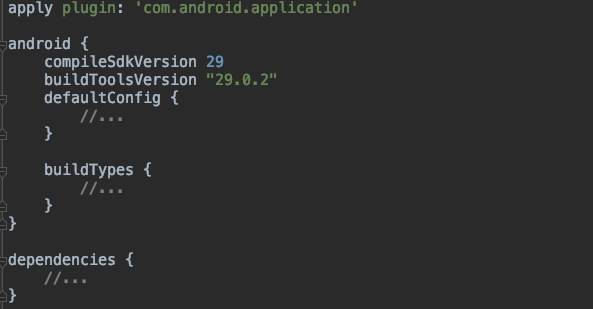 apply plugin: 'com.android.application'
android {
compileSdkVersion 29
buildToolsVersion "29.0.2"
defaultConfig {
//...
}
buildTypes {
//...
}
}
dependencies {
//...
}